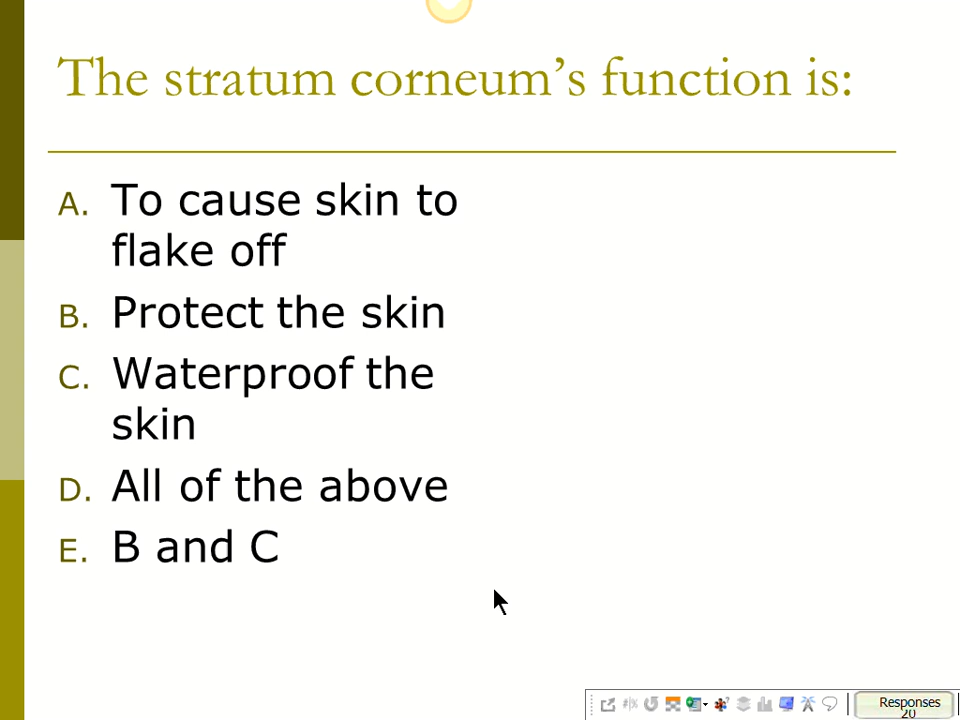 The stratum corneum’s function is:
A. To cause skin to
flake off
B. Protect the skin
C. Waterproof the
skin
D. All of the above
E. B and C
Responses
20